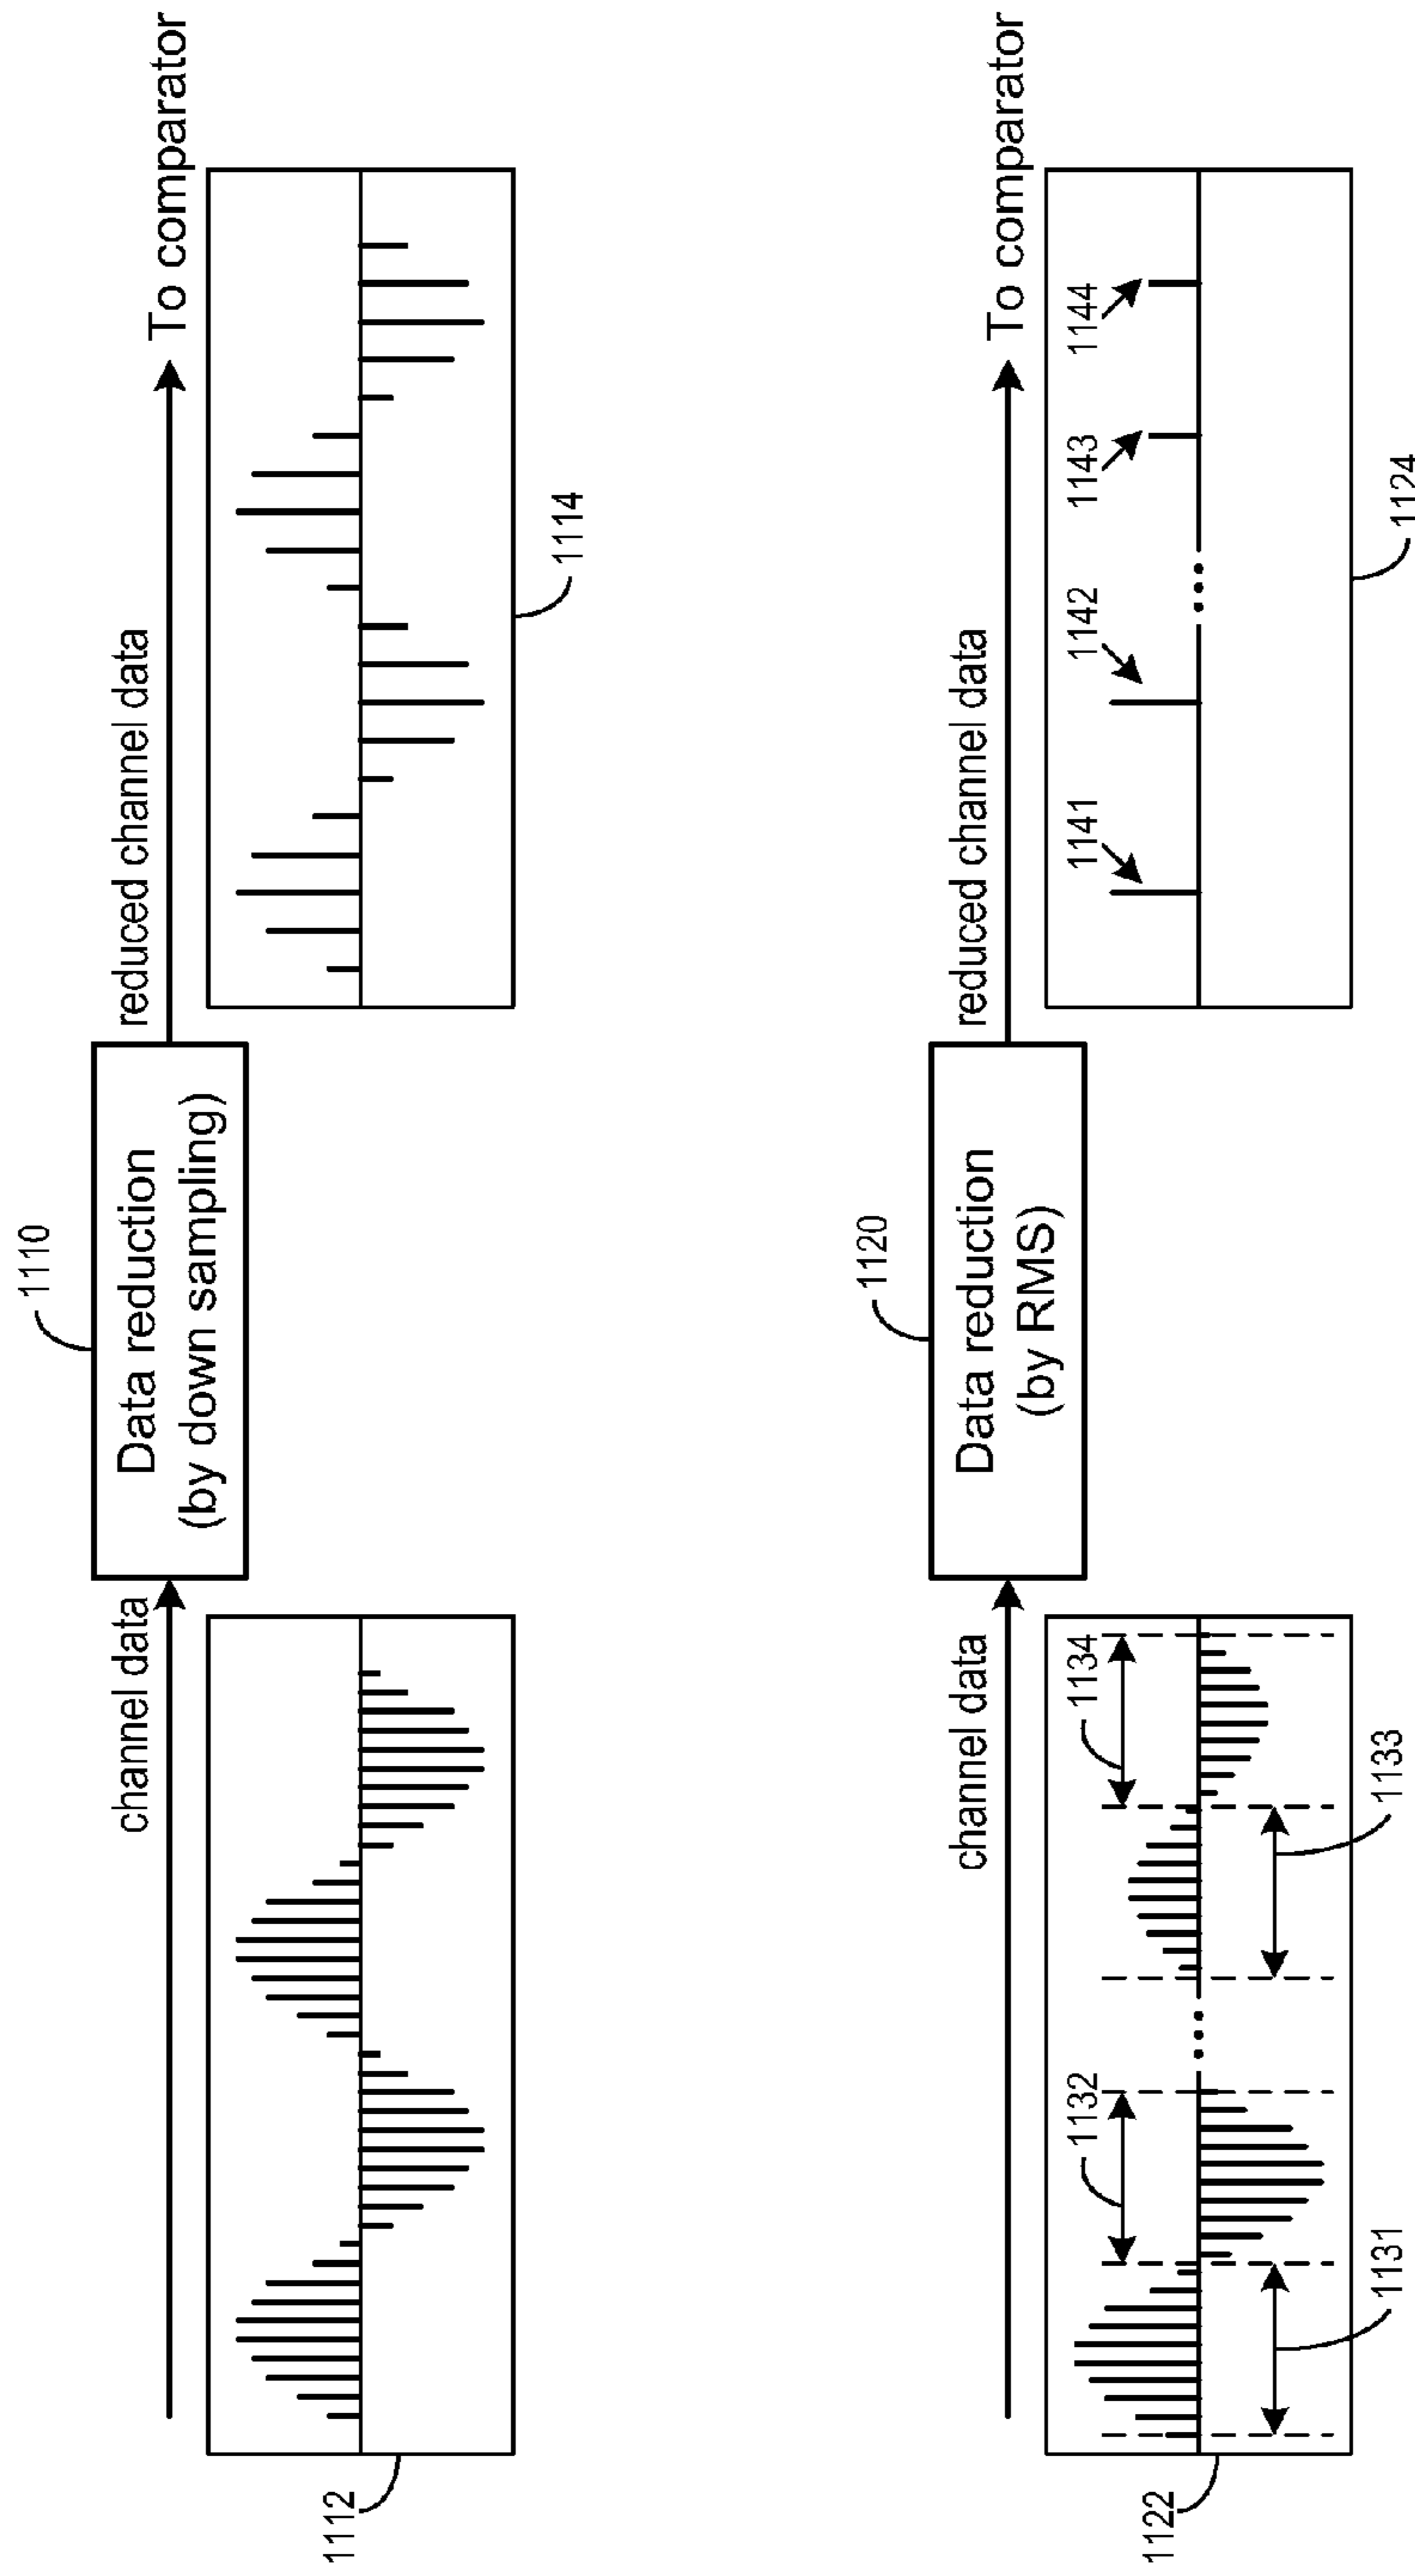 1110
channel data
Data reduction
(by down sampling)
reduced channel data
To comparator
1112
1114
1120
channel data
Data reduction
(by RMS)
reduced channel data
To comparator
1132
1134
1131
1133
1122
1141
1142
1143
1144
1124